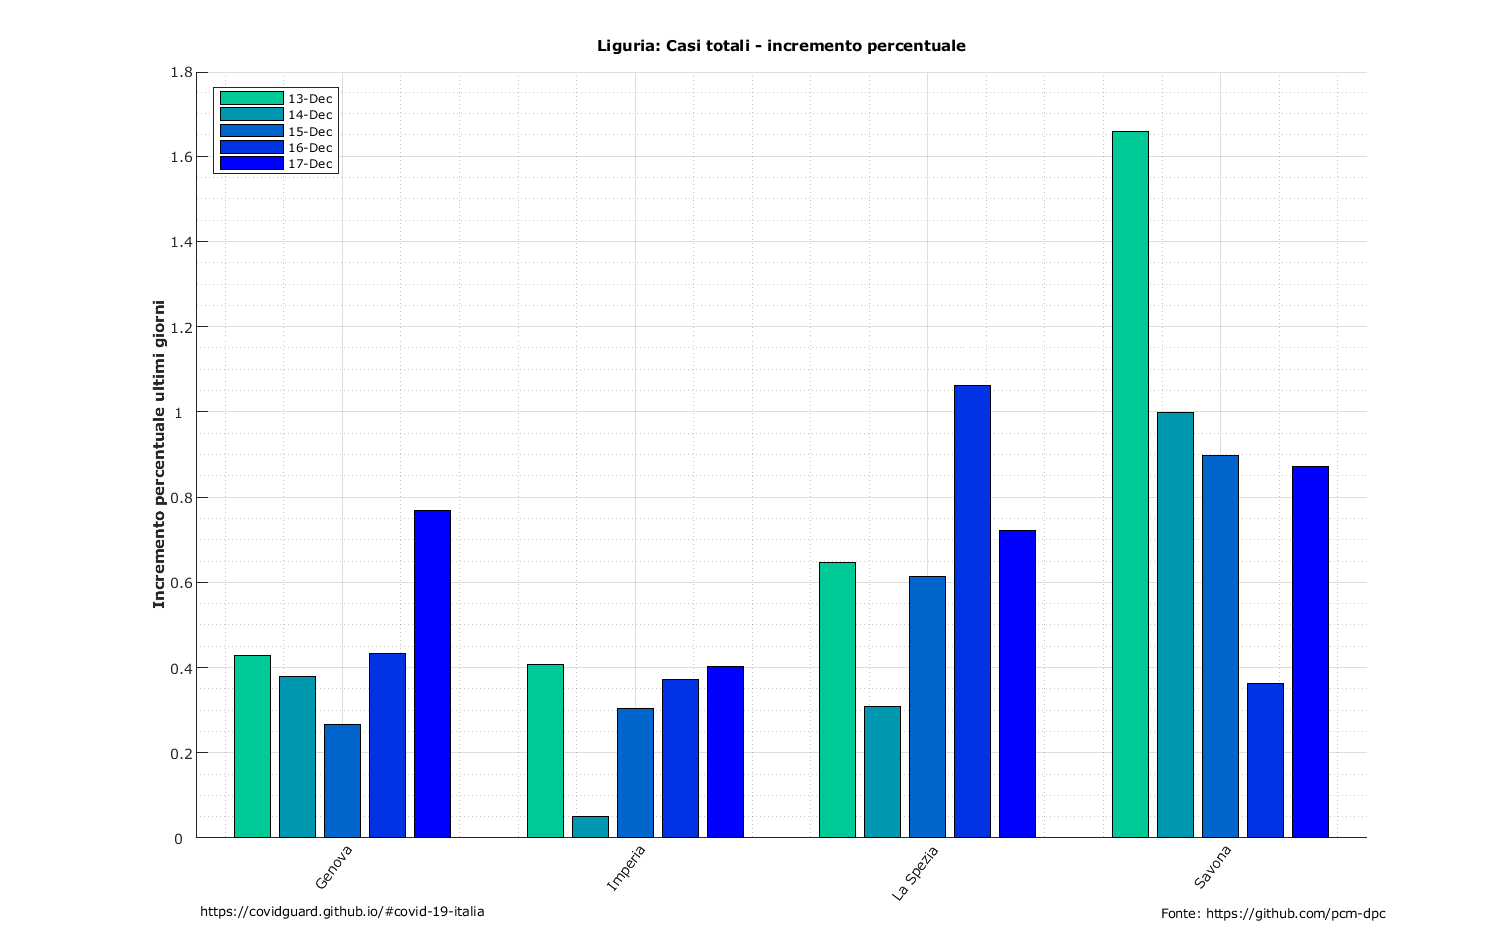 Liguria: Casi totali - incremento percentuale
1.8
1.6
1.4
1.2
1
0.8
0.6
0.4
0.2
0
Incremento percentuale ultimi giorni
13-Dec
14-Dec
15-Dec
16-Dec
17-Dec
Genova
Imperia
La Spezia
Savona
https://covidguard.github.io/#covid-19-italia
Fonte: https://github.com/pcm-dpc